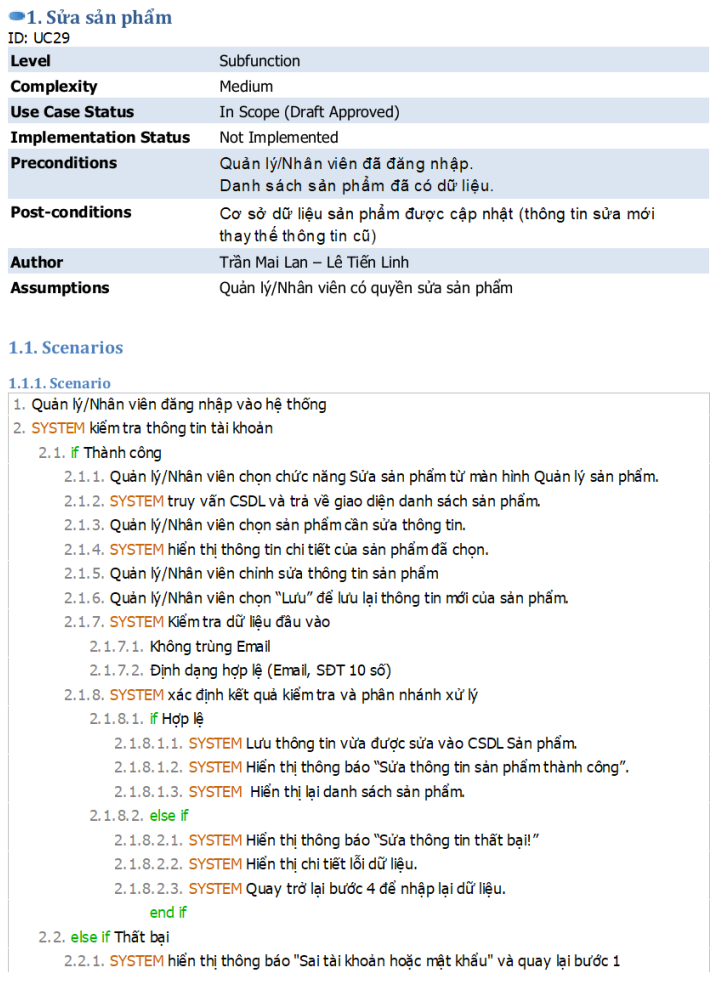 1. Sửa sản phẩm
ID: UC29
Level Subfunction
Complexity Medium
Use Case Status In Scope (Draft Approved)
Implementation Status Not Implemented
Preconditions Quản lý/Nhân viên đã đăng nhập.
Danh sách sản phẩm đã có dữ liệu.
Post-conditions Cơ sở dữ liệu sản phẩm được cập nhật (thông tin sửa mới
thay thế thông tin cũ)
Author Trần Mai Lan – Lê Tiến Linh
Assumptions Quản lý/Nhân viên có quyền sửa sản phẩm
1.1. Scenarios
1.1.1. Scenario
1. Quản lý/Nhân viên đăng nhập vào hệ thống
2. SYSTEM kiểm tra thông tin tài khoản
2.1. if Thành công
2.1.1. Quản lý/Nhân viên chọn chức năng Sửa sản phẩm từ màn hình Quản lý sản phẩm.
2.1.2. SYSTEM truy vấn CSDL và trả về giao diện danh sách sản phẩm.
2.1.3. Quản lý/Nhân viên chọn sản phẩm cần sửa thông tin.
2.1.4. SYSTEM hiển thị thông tin chi tiết của sản phẩm đã chọn.
2.1.5. Quản lý/Nhân viên chỉnh sửa thông tin sản phẩm
2.1.6. Quản lý/Nhân viên chọn “Lưu” để lưu lại thông tin mới của sản phẩm.
2.1.7. SYSTEM Kiểm tra dữ liệu đầu vào
2.1.7.1. Không trùng Email
2.1.7.2. Định dạng hợp lệ (Email, SĐT 10 số)
2.1.8. SYSTEM xác định kết quả kiểm tra và phân nhánh xử lý
2.1.8.1. if Hợp lệ
2.1.8.1.1. SYSTEM Lưu thông tin vừa được sửa vào CSDL Sản phẩm.
2.1.8.1.2. SYSTEM Hiển thị thông báo “Sửa thông tin sản phẩm thành công”.
2.1.8.1.3. SYSTEM Hiển thị lại danh sách sản phẩm.
2.1.8.2. else if
2.1.8.2.1. SYSTEM Hiển thị thông báo “Sửa thông tin thất bại!”
2.1.8.2.2. SYSTEM Hiển thị chi tiết lỗi dữ liệu.
2.1.8.2.3. SYSTEM Quay trở lại bước 4 để nhập lại dữ liệu.
end if
2.2. else if Thất bại
2.2.1. SYSTEM hiển thị thông báo "Sai tài khoản hoặc mật khẩu" và quay lại bước 1